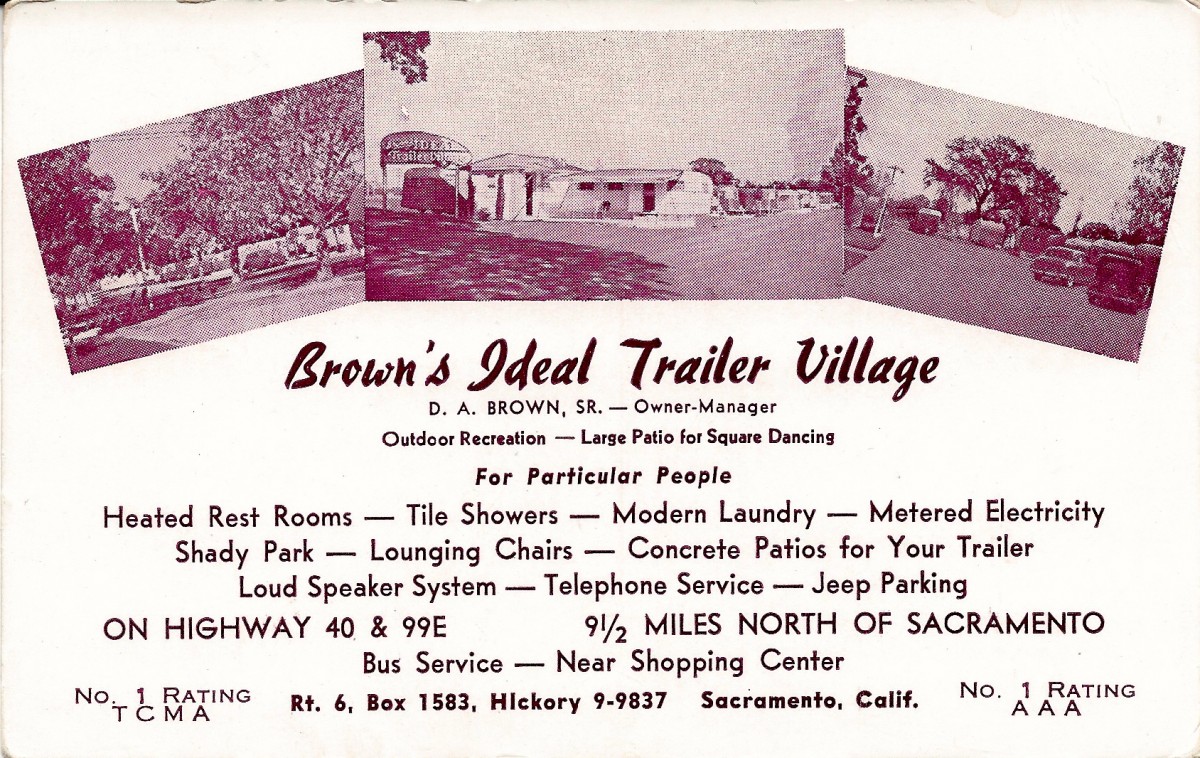 IDEAL
Trailer
Brown's Ideal Trailer Village
D. A. BROWN, SR. — Owner-Manager
Outdoor Recreation — Large Patio for Square Dancing
For Particular People
Heated Rest Rooms — Tile Showers — Modern Laundry — Metered Electricity
Shady Park — Lounging Chairs — Concrete Patios for Your Trailer
Loud Speaker System — Telephone Service — Jeep Parking
ON HIGHWAY 40 & 99E 9½ MILES NORTH OF SACRAMENTO
Bus Service — Near Shopping Center
No. 1 Rating
T C M A
Rt. 6, Box 1583, HIckory 9-9837 Sacramento, Calif.
No. 1 Rating
A A A